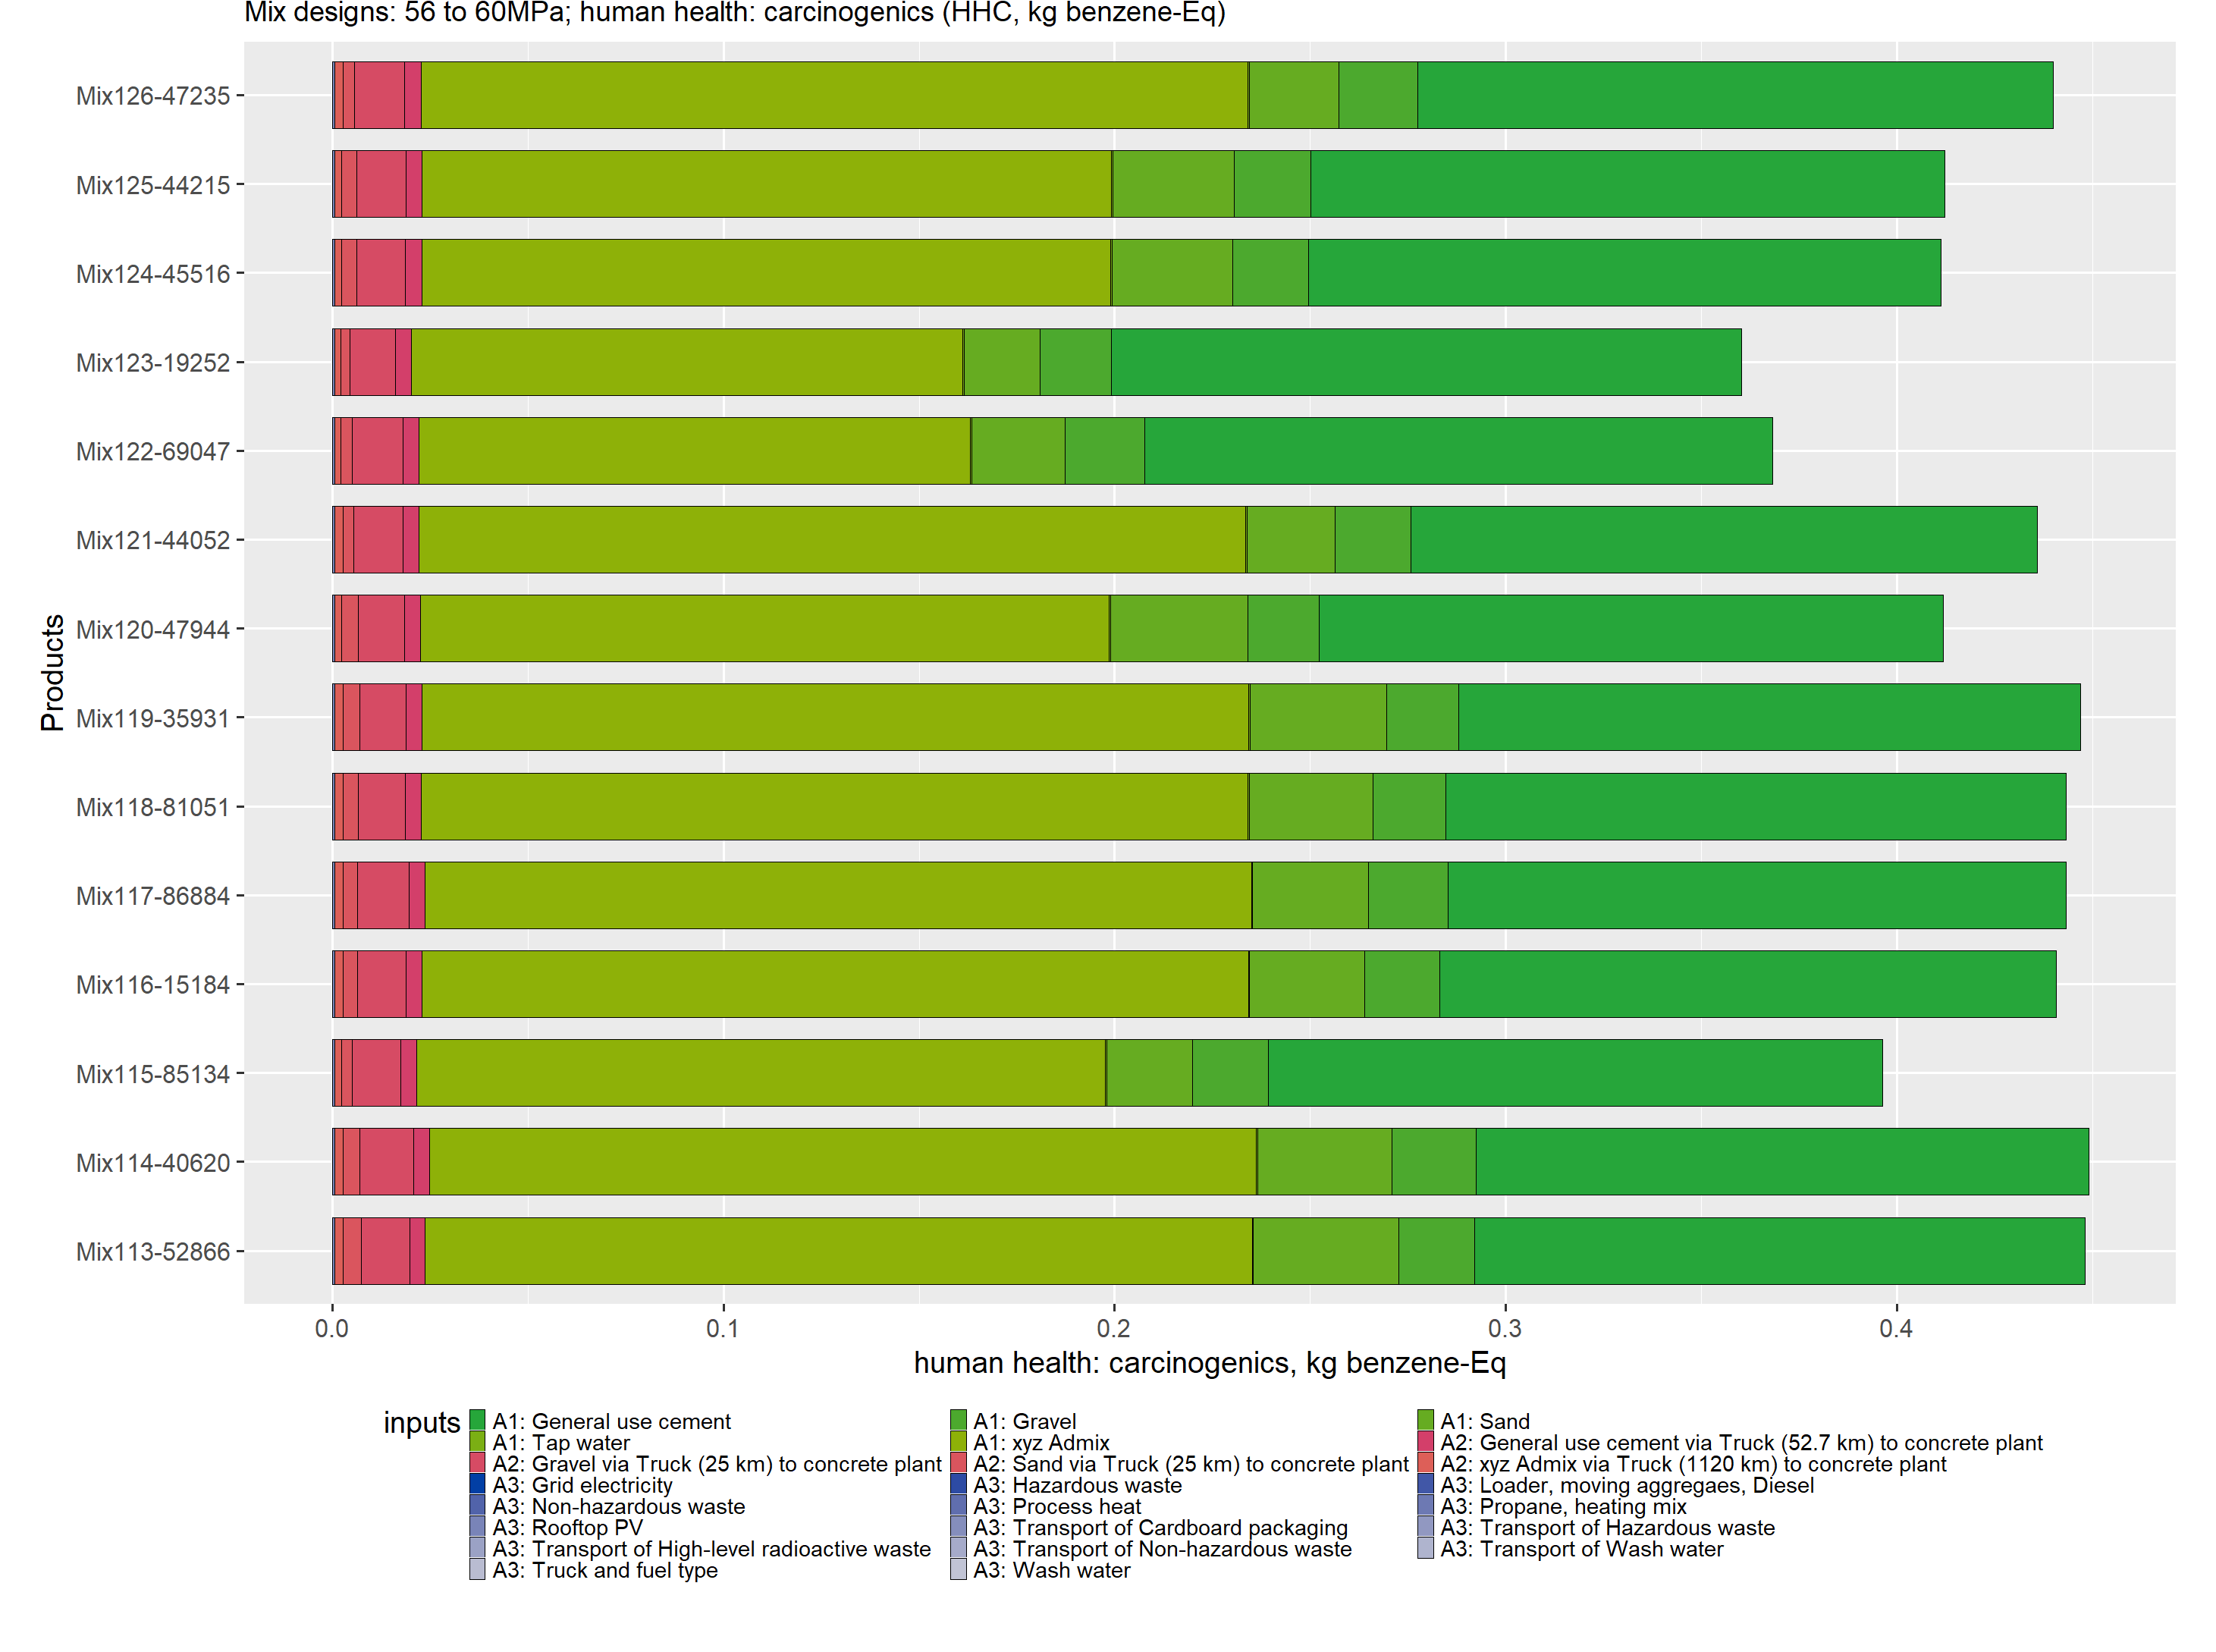 Mix designs: 56 to 60MPa; human health: carcinogenics (HHC, kg benzene-Eq)
Mix126-47235
Mix125-44215
Mix124-45516
Mix123-19252
Mix122-69047
Mix121-44052
Mix120-47944
Mix119-35931
Mix118-81051
Mix117-86884
Mix116-15184
Mix115-85134
Mix114-40620
Mix113-52866
Products
0.0 0.1 0.2 0.3 0.4
human health: carcinogenics, kg benzene-Eq
inputs
A1: General use cement A1: Gravel A1: Sand
A1: Tap water A1: xyz Admix A2: General use cement via Truck (52.7 km) to concrete plant
A2: Gravel via Truck (25 km) to concrete plant A2: Sand via Truck (25 km) to concrete plant A2: xyz Admix via Truck (1120 km) to concrete plant
A3: Grid electricity A3: Hazardous waste A3: Loader, moving aggregaes, Diesel
A3: Non-hazardous waste A3: Process heat A3: Propane, heating mix
A3: Rooftop PV A3: Transport of Cardboard packaging A3: Transport of Hazardous waste
A3: Transport of High-level radioactive waste A3: Transport of Non-hazardous waste A3: Transport of Wash water
A3: Truck and fuel type A3: Wash water